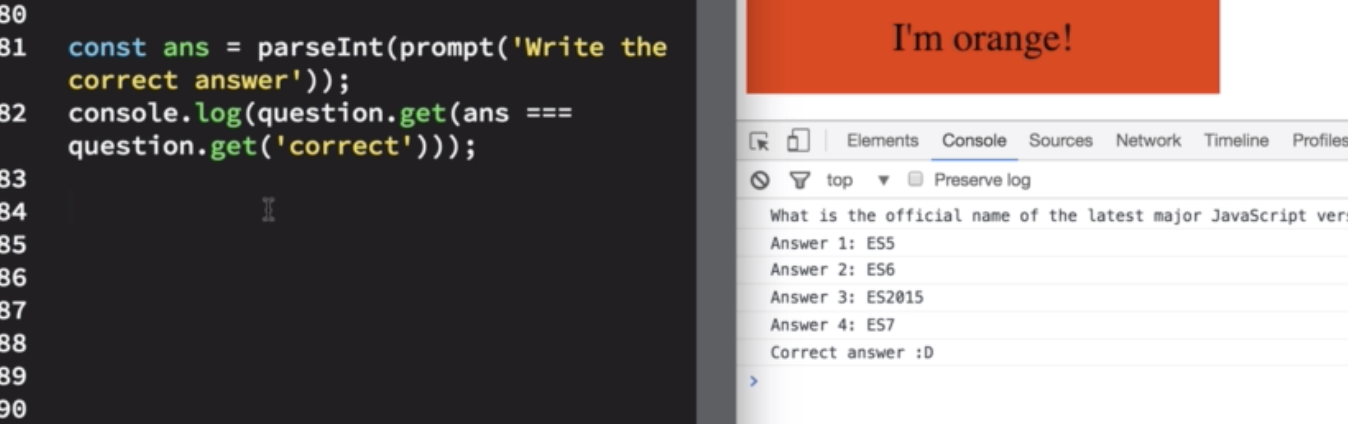 80
81 const ans = parseInt(prompt('Write the
correct answer'));
82 console.log(question.get(ans ===
question.get('correct')));
83
84
85
86
87
88
89
90
I'm orange!
Elements Console Sources Network Timeline Profiles
top ▼ Preserve log
What is the official name of the latest major JavaScript
Answer 1: ES5
Answer 2: ES6
Answer 3: ES2015
Answer 4: ES7
Correct answer :D
>